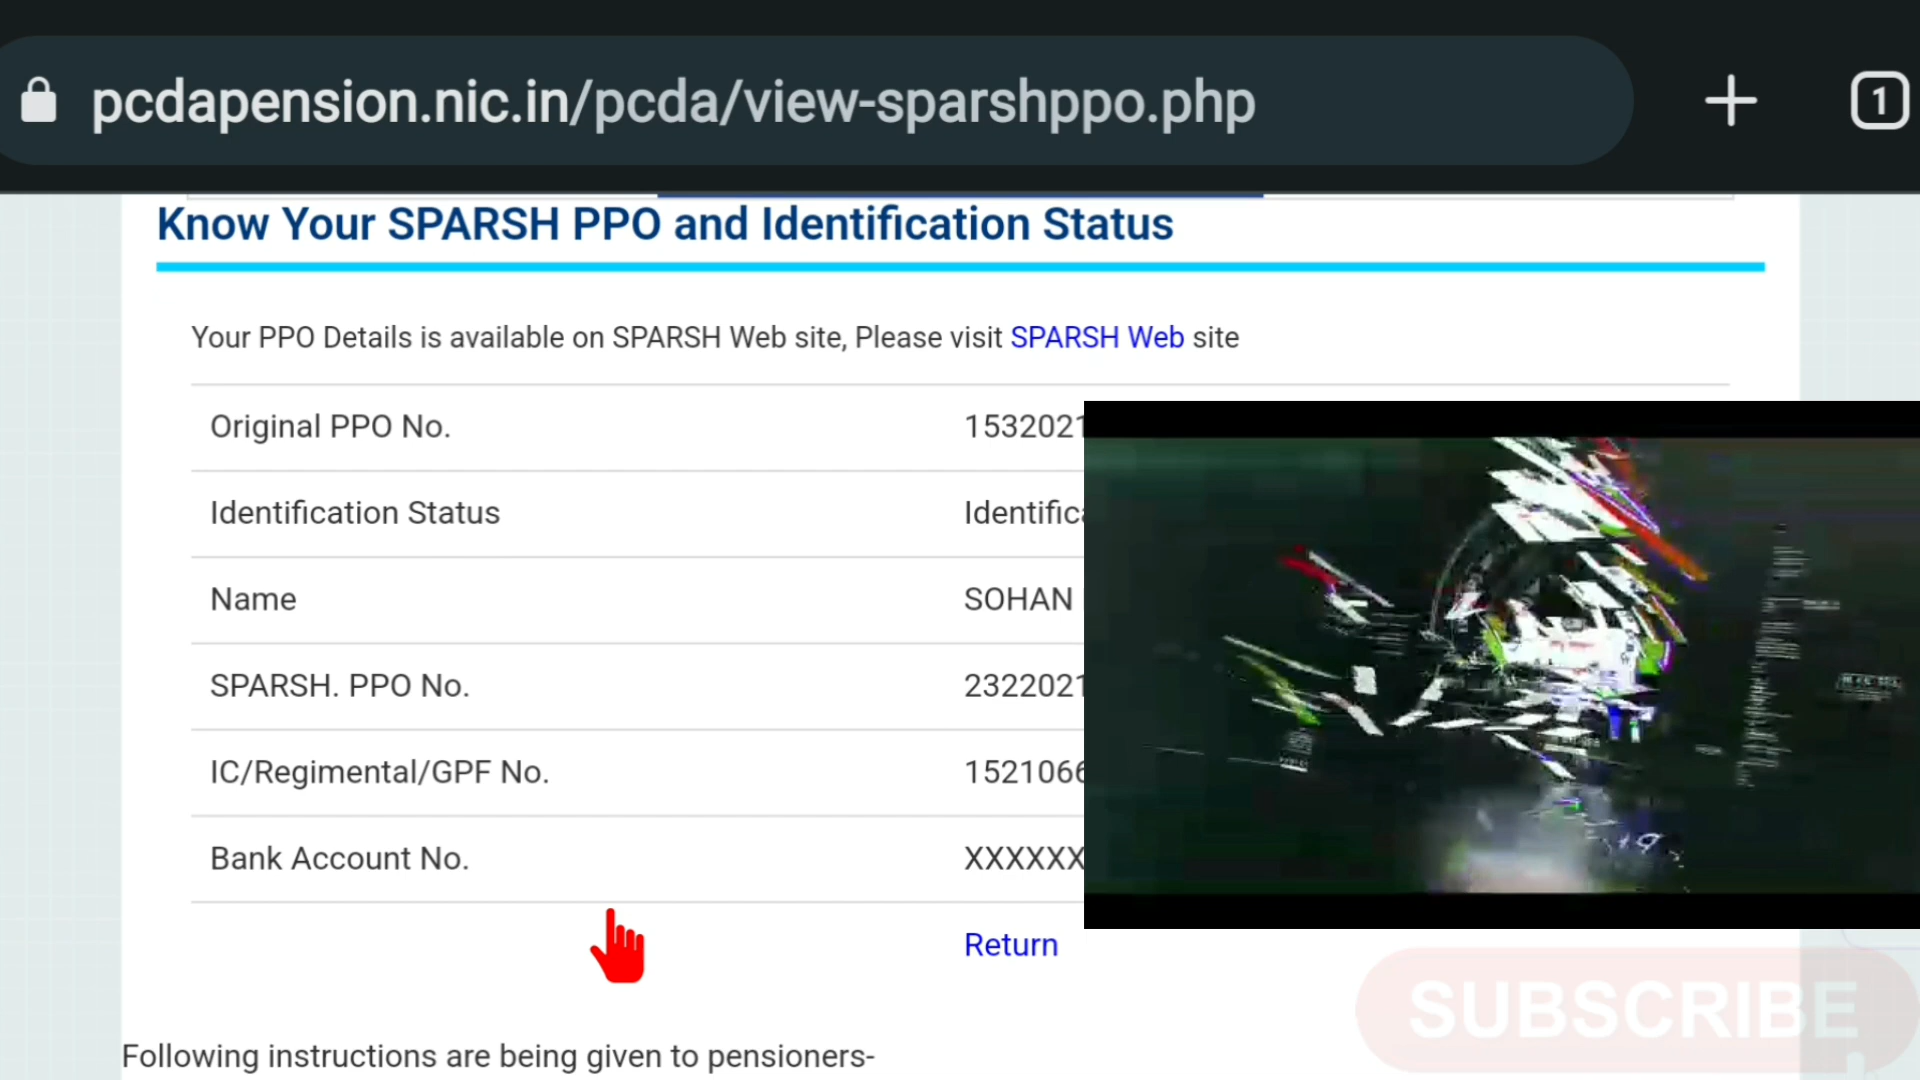 pcdapension.nic.in/pcda/view-sparshppo.php
1
Know Your SPARSH PPO and Identification Status
Your PPO Details is available on SPARSH Web site, Please visit SPARSH Web site
Original PPO No. 1532021
Identification Status Identific
Name SOHAN
SPARSH. PPO No. 2322021
IC/Regimental/GPF No. 1521066
Bank Account No. XXXXXX
Return
SUBSCRIBE
Following instructions are being given to pensioners-